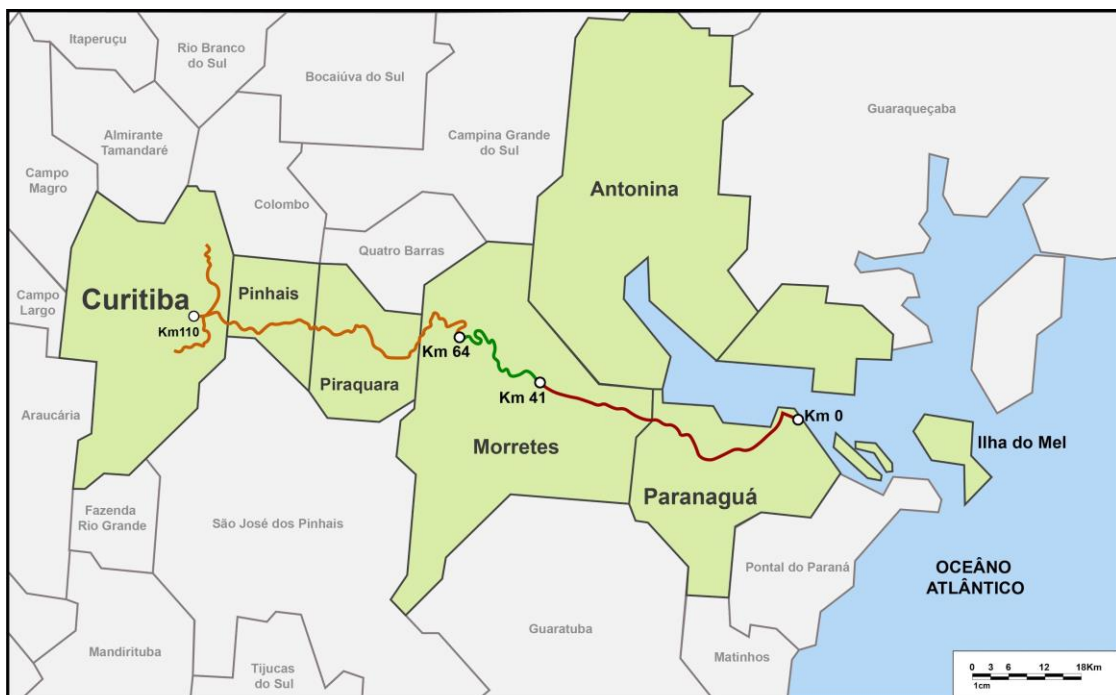 Itaperuçu
Rio Branco
do Sul
Bocaiúva do Sul
Guaraqueçaba
Almirante
Tamandaré
Campina Grande
do Sul
Campo
Magro
Antonina
Colombo
Quatro Barras
Campo
Largo
Curitiba
Pinhais
Km110
Km 64
Piraquara
Km 41
Km 0
Araucária
Morretes
Ilha do Mel
Paranaguá
Fazenda
Rio Grande
São José dos Pinhais
Pontal do Paraná
OCEÂNO
ATLÂNTICO
Guaratuba
Mandirituba
Tijucas
do Sul
Matinhos
0 3 6 12 18Km
1cm